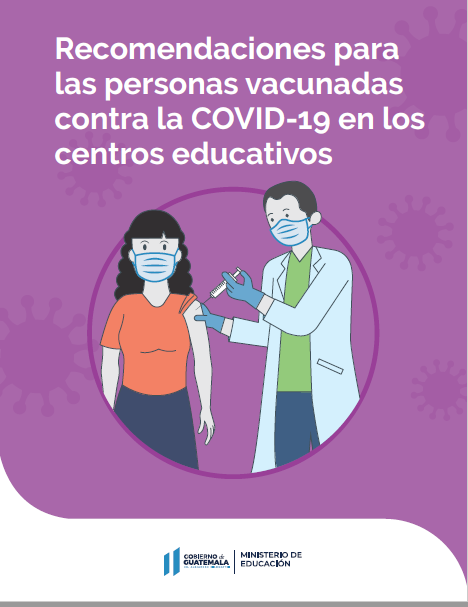 Recomendaciones para
las personas vacunadas
contra la COVID-19 en los
centros educativos
GOBIERNO de
GUATEMALA
MINISTERIO DE
EDUCACIÓN